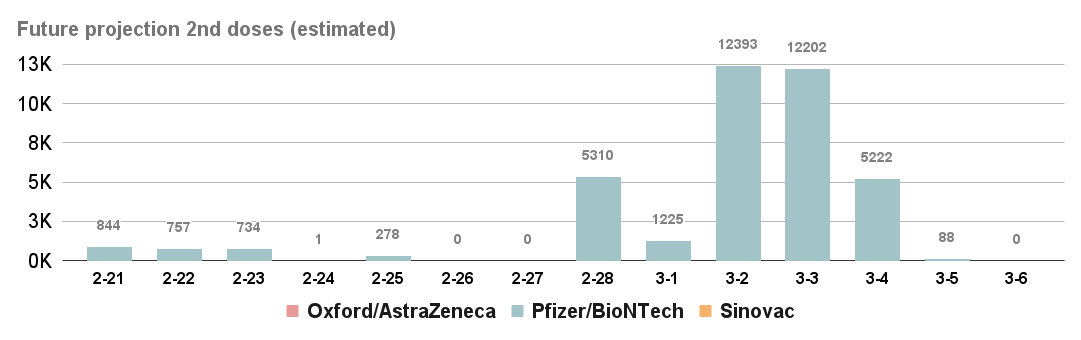 Future projection 2nd doses (estimated)
13K
10K
8K
5K
3K
0K
844
757
734
1
278
0
0
5310
1225
12393
12202
5222
88
0
2-21 2-22 2-23 2-24 2-25 2-26 2-27 2-28 3-1 3-2 3-3 3-4 3-5 3-6
Oxford/AstraZeneca Pfizer/BioNTech Sinovac